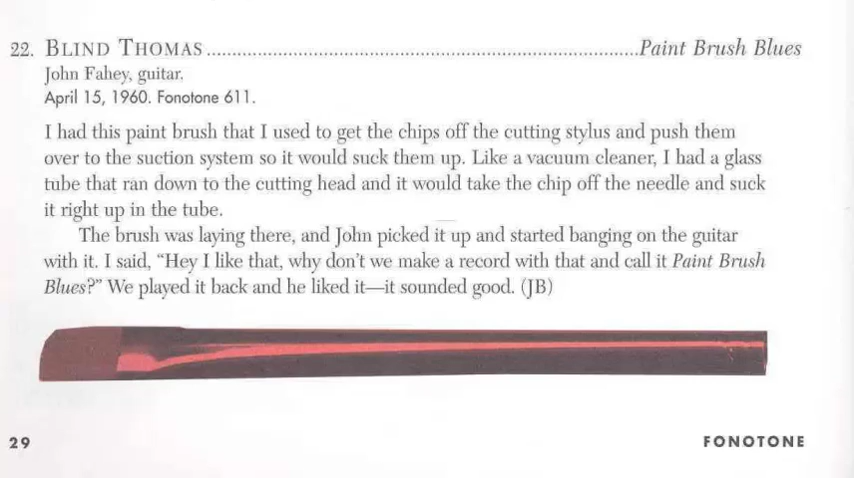 22. BLIND THOMAS ........................................................................... Paint Brush Blues
John Fahey, guitar.
April 15, 1960. Fonotone 611.
I had this paint brush that I used to get the chips off the cutting stylus and push them
over to the suction system so it would suck them up. Like a vacuum cleaner, I had a glass
tube that ran down to the cutting head and it would take the chip off the needle and suck
it right up in the tube.
The brush was laying there, and John picked it up and started banging on the guitar
with it. I said, “Hey I like that, why don’t we make a record with that and call it Paint Brush
Blues?” We played it back and he liked it—it sounded good. (JB)
29
FONOTONE